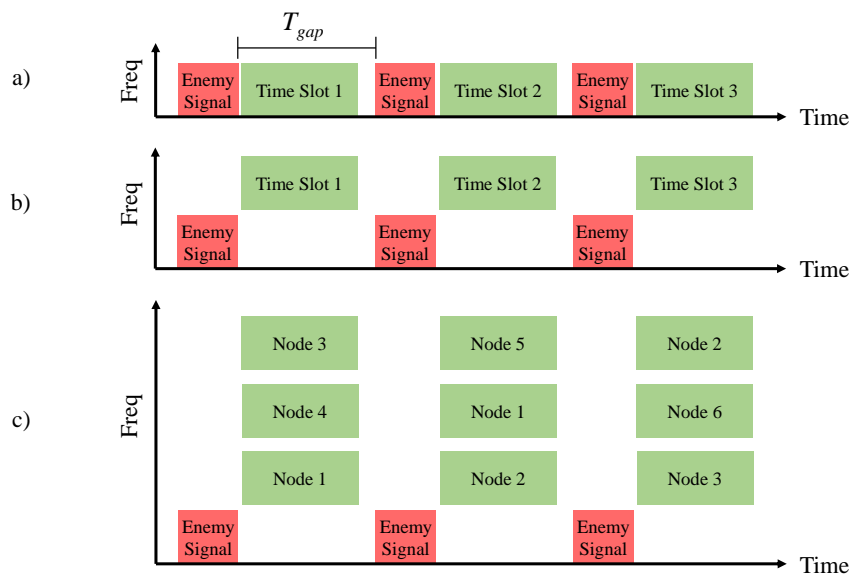 T_gap
a)
Freq
Enemy
Signal
Time Slot 1
Enemy
Signal
Time Slot 2
Enemy
Signal
Time Slot 3
Time
b)
Freq
Time Slot 1
Time Slot 2
Time Slot 3
Enemy
Signal
Enemy
Signal
Enemy
Signal
Time
c)
Freq
Node 3
Node 5
Node 2
Node 4
Node 1
Node 6
Node 1
Node 2
Node 3
Enemy
Signal
Enemy
Signal
Enemy
Signal
Time